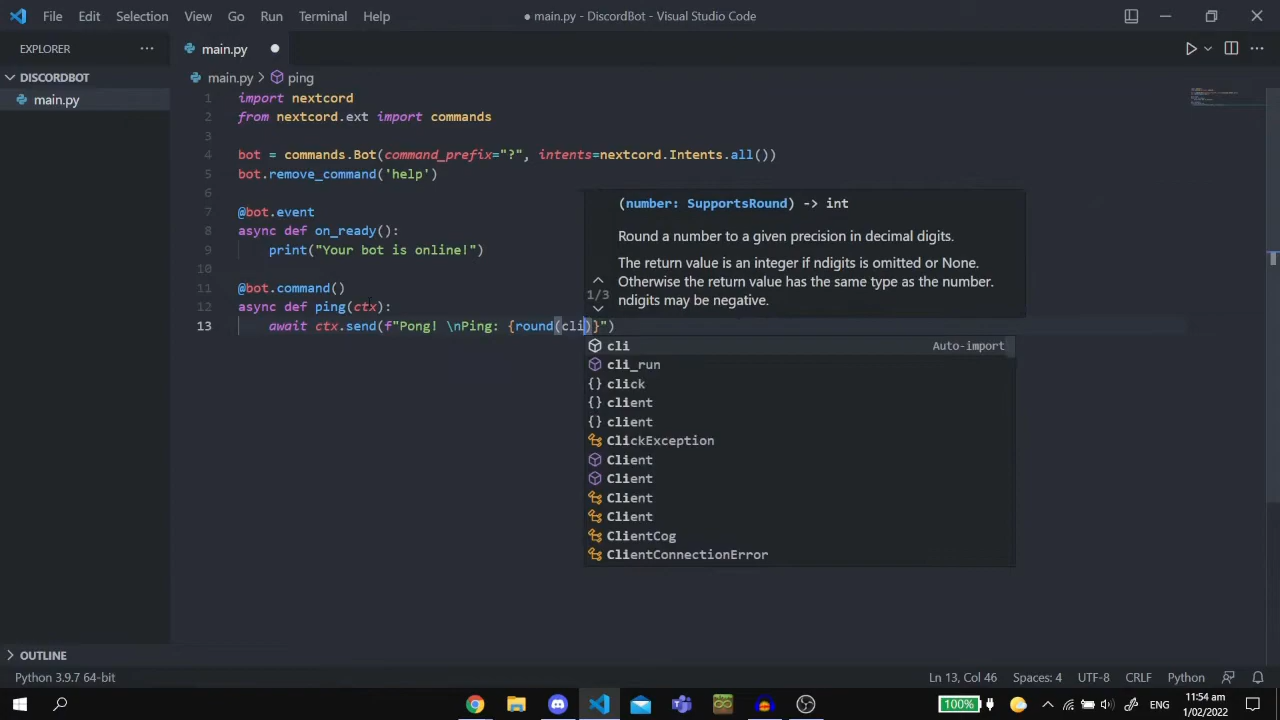 File Edit Selection View Go Run Terminal Help
● main.py - DiscordBot - Visual Studio Code
EXPLORER
main.py
DISCORDBOT
main.py
main.py > ping
1 import nextcord
2 from nextcord.ext import commands
3
4 bot = commands.Bot(command_prefix="?", intents=nextcord.Intents.all())
5 bot.remove_command('help')
6
7 @bot.event
8 async def on_ready():
9 print("Your bot is online!")
10
11 @bot.command()
12 async def ping(ctx):
13 await ctx.send(f"Pong! \nPing: {round(cli)}")
(number: SupportsRound) -> int
Round a number to a given precision in decimal digits.
The return value is an integer if ndigits is omitted or None.
Otherwise the return value has the same type as the number.
ndigits may be negative.
1/3
cli Auto-import
cli_run
{} click
{} client
{} client
ClickException
Client
Client
Client
Client
ClientCog
ClientConnectionError
OUTLINE
Python 3.9.7 64-bit
Ln 13, Col 46 Spaces: 4 UTF-8 CRLF Python
100%
ENG
11:54 am
1/02/2022